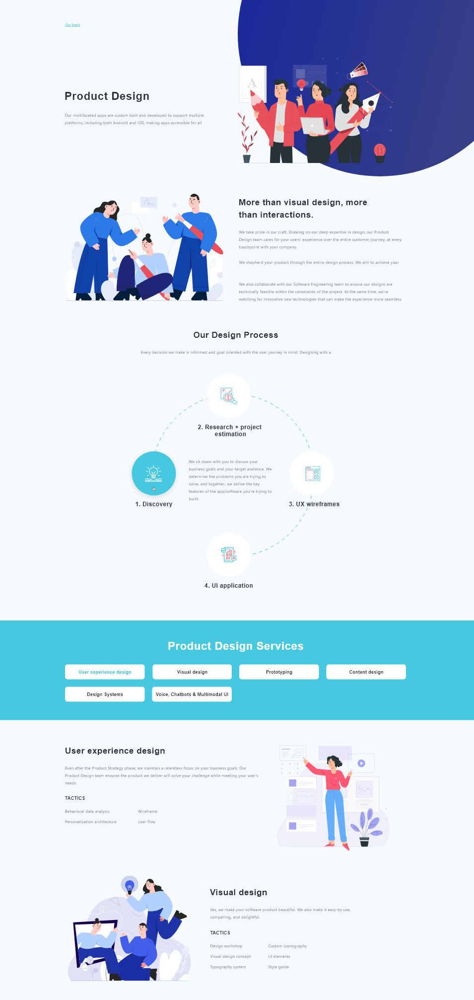 Go back
A
Product Design
Our multifaceted apps are custom built and developed to support multiple
platforms, including both Android and iOS, making apps accessible for all
More than visual design, more
than interactions.
We take pride in our craft. Drawing on our deep expertise in design, our Product
Design team cares for your users' experience over the entire customer journey, at every
touchpoint with your company.
We shepherd your product through the entire design process. We aim to achieve your
We also collaborate with our Software Engineering team to ensure our designs are
technically feasible within the constraints of the project. At the same time, we're
watching for innovative new technologies that can make the experience more seamless.
Our Design Process
Every decision we make is informed and goal oriented with the user journey in mind. Designing with a
2. Research + project
estimation
We sit down with you to discuss your
business goals and your target audience. We
determine the problems you are trying to
solve, and together, we define the key
features of the app/software you're trying to
build.
1. Discovery
3. UX wireframes
4. UI application
Product Design Services
User experience design
Visual design
Prototyping
Content design
Design Systems
Voice, Chatbots & Multimodal UI
User experience design
Even after the Product Strategy phase, we maintain a relentless focus on your business goals. Our
Product Design team ensures the product we deliver will solve your challenge while meeting your user's
needs.
TACTICS
Behavioral data analysis
Wireframe
Personalization architecture
User flow
Visual design
Yes, we make your software product beautiful. We also make it easy-to-use,
compelling, and delightful.
TACTICS
Design workshop
Custom iconography
Visual design concept
UI elements
Typography system
Style guide